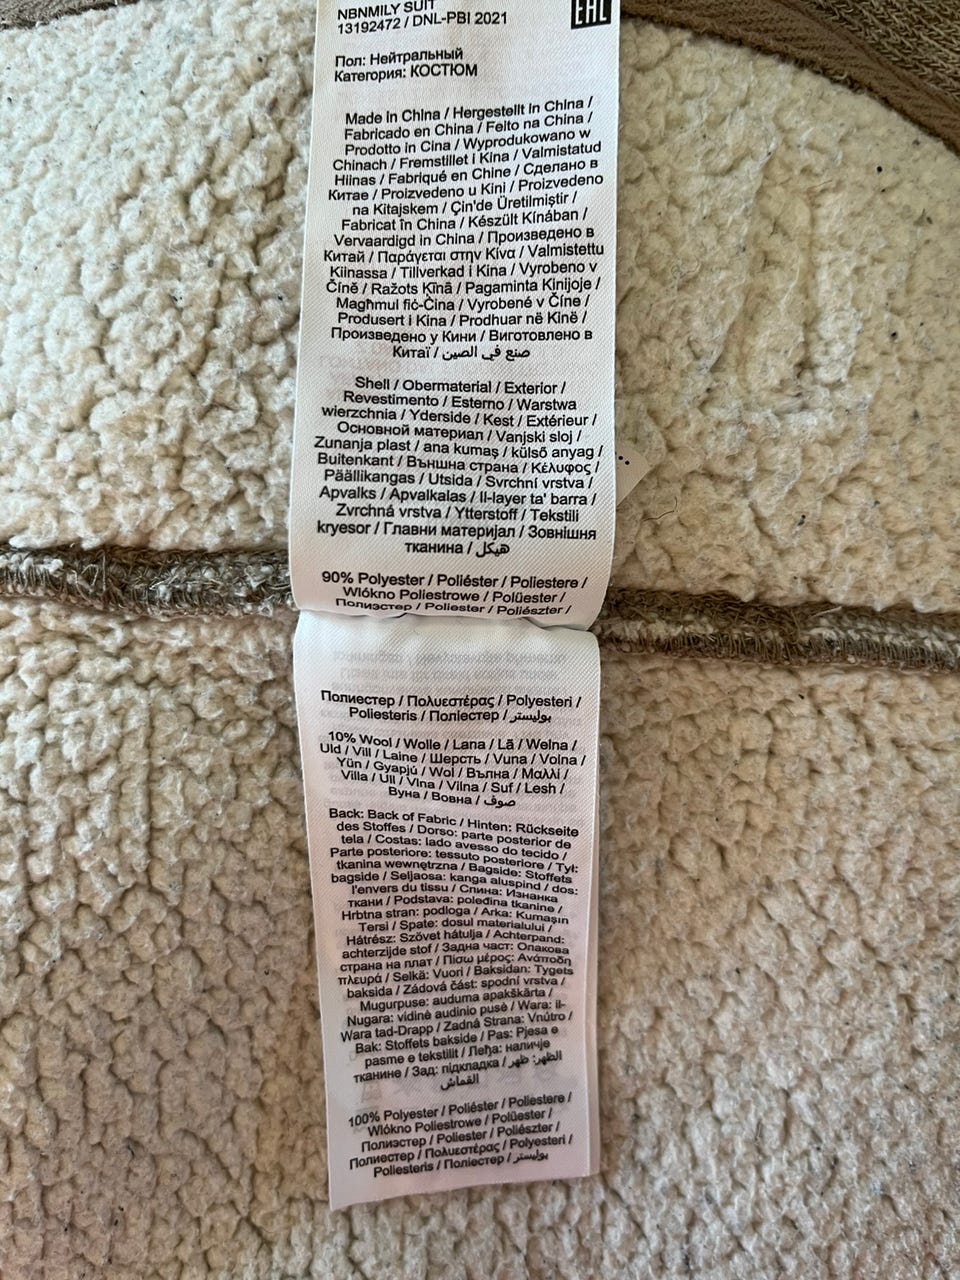 NBNMILY SUIT
13192472 / DNL-PBI 2021
EAC
Пол: Нейтральный
Категория: КОСТЮМ
Made in China / Hergestellt in China /
Fabricado en China / Feito na China /
Prodotto in Cina / Wyprodukowano w
Chinach / Fremstillet i Kina / Valmistatud
Hiinas / Fabriqué en Chine / Сделано в
Китае / Proizvedeno u Kini / Proizvedeno
na Kitajskem / Çin'de Üretilmiştir /
Fabricat în China / Készült Kínában /
Vervaardigd in China / Произведено в
Китай / Παράγεται στην Κίνα / Valmistettu
Kiinassa / Tillverkad i Kina / Vyrobeno v
Číně / Ražots Ķīnā / Pagaminta Kinijoje /
Magħmul fiċ-Ċina / Vyrobené v Číne /
Produsert i Kina / Prodhuar në Kinë /
Произведено у Кини / Виготовлено в
Китаї / صنع في الصين
Shell / Obermaterial / Exterior /
Revestimento / Esterno / Warstwa
wierzchnia / Yderside / Kest / Extérieur /
Основной материал / Vanjski sloj /
Zunanja plast / ana kumaş / külső anyag /
Buitenkant / Външна страна / Κέλυφος /
Päällikangas / Utsida / Svrchní vrstva /
Apvalks / Apvalkalas / Il-layer ta' barra /
Zvrchná vrstva / Ytterstoff / Tekstili
kryesor / Главни материјал / Зовнішня
тканина / هيكل
90% Polyester / Poliéster / Poliestere /
Włókno Poliestrowe / Polüester /
Полиэстер / Poliester / Poliészter /
Полиестер / Πολυεστέρας / Polyesteri /
Poliesteris / Поліестер / بوليستر
10% Wool / Wolle / Lana / Lã / Wełna /
Uld / Vill / Laine / Шерсть / Vuna / Volna /
Yün / Gyapjú / Wol / Вълна / Μαλλί /
Villa / Ull / Vlna / Vilna / Suf / Lesh /
Вуна / Вовна / صوف
Back: Back of Fabric / Hinten: Rückseite
des Stoffes / Dorso: parte posterior de
tela / Costas: lado avesso do tecido /
Parte posteriore: tessuto posteriore / Tył:
tkanina wewnętrzna / Bagside: Stoffets
bagside / Seljaosa: kanga aluspind / dos:
l'envers du tissu / Спина: Изнанка
ткани / Podstava: poleđina tkanine /
Hrbtna stran: podloga / Arka: Kumaşın
Tersi / Spate: dosul materialului /
Hátrész: Szövet hátulja / Achterpand:
achterzijde stof / Задна част: Опакова
страна на плат / Πίσω μέρος: Ανάποδη
πλευρά / Selkä: Vuori / Baksidan: Tygets
baksida / Zádová část: spodní vrstva /
Mugurpuse: auduma apakškārta /
Nugara: vidinė audinio pusė / Wara: il-
Wara tad-Drapp / Zadná Strana: Vnútro /
Bak: Stoffets bakside / Pas: Pjesa e
pasme e tekstilit / Леђа: наличје
тканине / Зад: підкладка / الظهر: ظهر
القماش
100% Polyester / Poliéster / Poliestere /
Włókno Poliestrowe / Polüester /
Полиэстер / Poliester / Poliészter /
Полиестер / Πολυεστέρας / Polyesteri /
Poliesteris / Поліестер / بوليستر